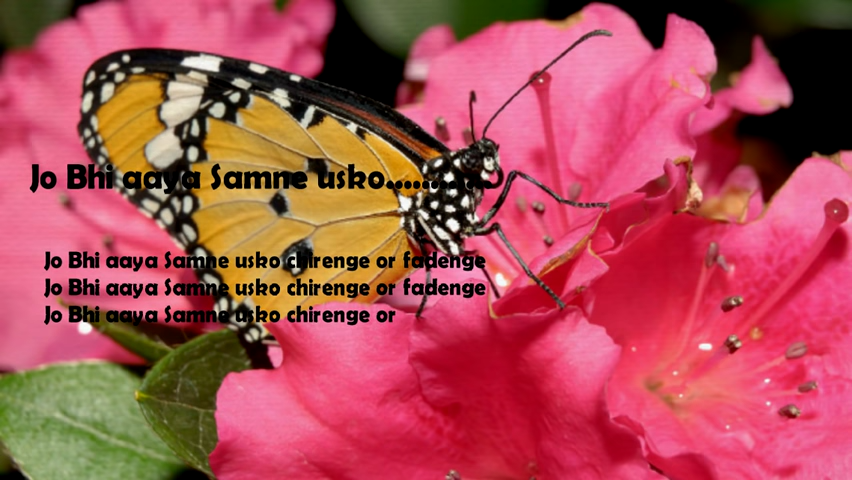 Jo Bhi aaya Samne usko...........
Jo Bhi aaya Samne usko chirenge or fadenge
Jo Bhi aaya Samne usko chirenge or fadenge
Jo Bhi aaya Samne usko chirenge or